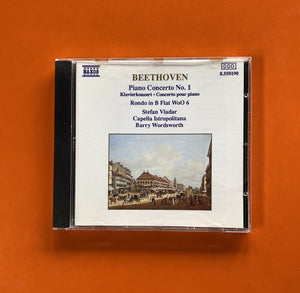 NAXOS
DDD
8.550190
BEETHOVEN
Piano Concerto No. 1
Klavierkonzert • Concerto pour piano
Rondo in B Flat WoO 6
Stefan Vladar
Capella Istropolitana
Barry Wordsworth